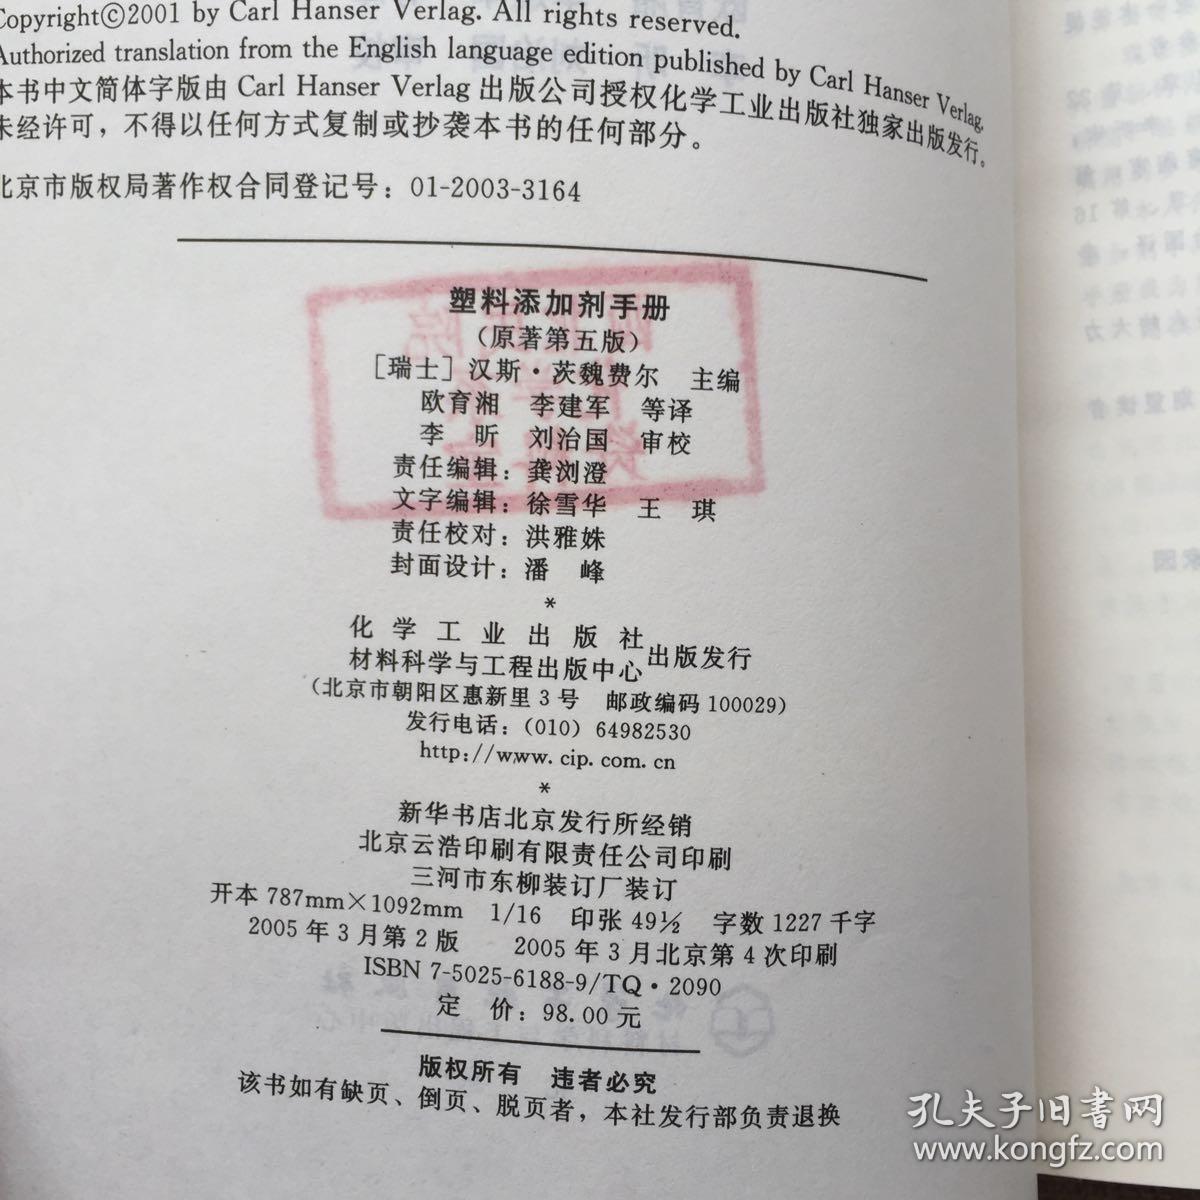 Copyright©2001 by Carl Hanser Verlag. All rights reserved.
Authorized translation from the English language edition published by Carl Hanser Verlag.
本书中文简体字版由 Carl Hanser Verlag 出版公司授权化学工业出版社独家出版发行。
未经许可，不得以任何方式复制或抄袭本书的任何部分。
北京市版权局著作权合同登记号：01-2003-3164
塑料添加剂手册
（原著第五版）
［瑞士］汉斯·茨魏费尔 主编
欧育湘 李建军 等译
李 昕 刘治国 审校
责任编辑：龚浏澄
文字编辑：徐雪华 王 琪
责任校对：洪雅姝
封面设计：潘 峰
*
化学工业出版社
材料科学与工程出版中心 出版发行
（北京市朝阳区惠新里 3 号 邮政编码 100029）
发行电话：（010）64982530
http://www.cip.com.cn
*
新华书店北京发行所经销
北京云浩印刷有限责任公司印刷
三河市东柳装订厂装订
开本 787mm×1092mm 1/16 印张 49½ 字数 1227 千字
2005 年 3 月第 2 版 2005 年 3 月北京第 4 次印刷
ISBN 7-5025-6188-9/TQ·2090
定 价：98.00 元
版权所有 违者必究
该书如有缺页、倒页、脱页者，本社发行部负责退换
孔夫子旧书网
www.kongfz.com